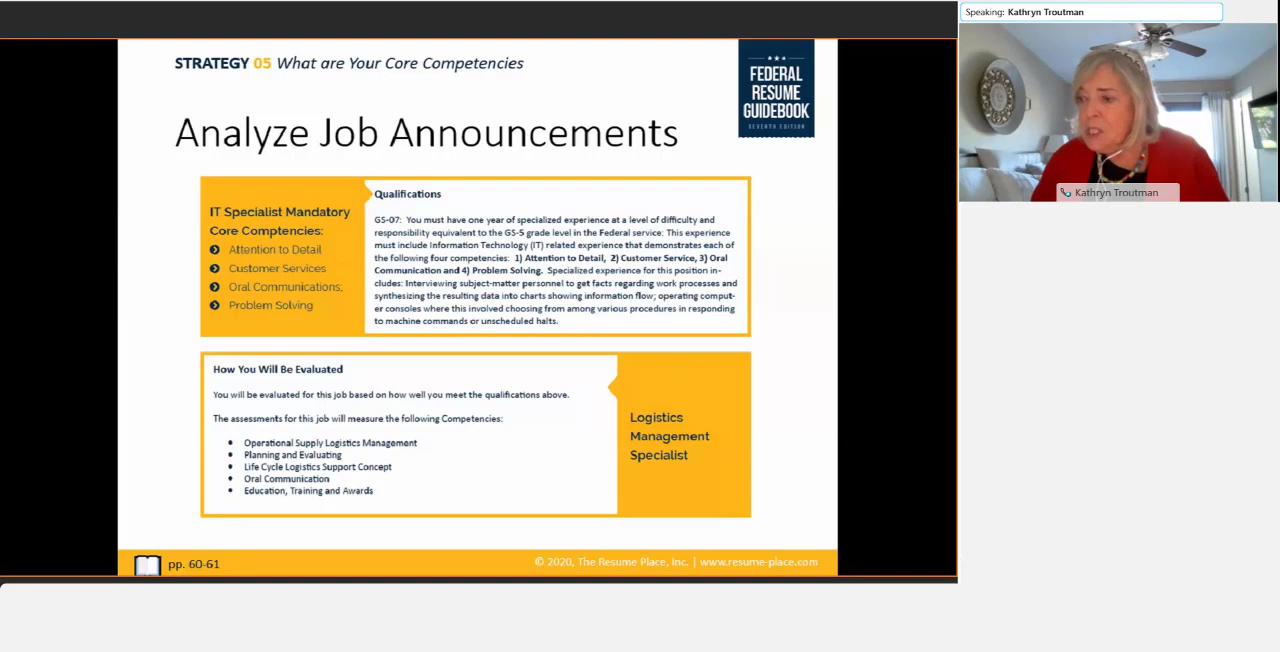 Speaking: Kathryn Troutman
STRATEGY 05 What are Your Core Competencies
FEDERAL
RESUME
GUIDEBOOK
SEVENTH EDITION
Analyze Job Announcements
IT Specialist Mandatory
Core Comptencies:
Attention to Detail
Customer Services
Oral Communications;
Problem Solving
Qualifications
GS-07: You must have one year of specialized experience at a level of difficulty and
responsibility equivalent to the GS-5 grade level in the Federal service: This experience
must include Information Technology (IT) related experience that demonstrates each of
the following four competencies: 1) Attention to Detail, 2) Customer Service, 3) Oral
Communication and 4) Problem Solving. Specialized experience for this position in-
cludes: Interviewing subject-matter personnel to get facts regarding work processes and
synthesizing the resulting data into charts showing information flow; operating comput-
er consoles where this involved choosing from among various procedures in responding
to machine commands or unscheduled halts.
How You Will Be Evaluated
You will be evaluated for this job based on how well you meet the qualifications above.
The assessments for this job will measure the following Competencies:
• Operational Supply Logistics Management
• Planning and Evaluating
• Life Cycle Logistics Support Concept
• Oral Communication
• Education, Training and Awards
Logistics
Management
Specialist
pp. 60-61
© 2020, The Resume Place, Inc. | www.resume-place.com
Kathryn Troutman